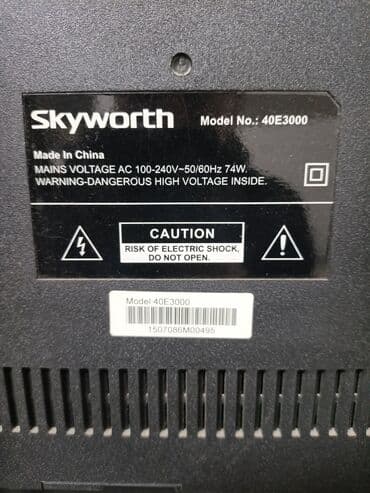 Skyworth Model No.: 40E3000
Made In China
MAINS VOLTAGE AC 100-240V~50/60Hz 74W.
WARNING-DANGEROUS HIGH VOLTAGE INSIDE.
CAUTION
RISK OF ELECTRIC SHOCK,
DO NOT OPEN.
Model 40E3000
1507086M00495